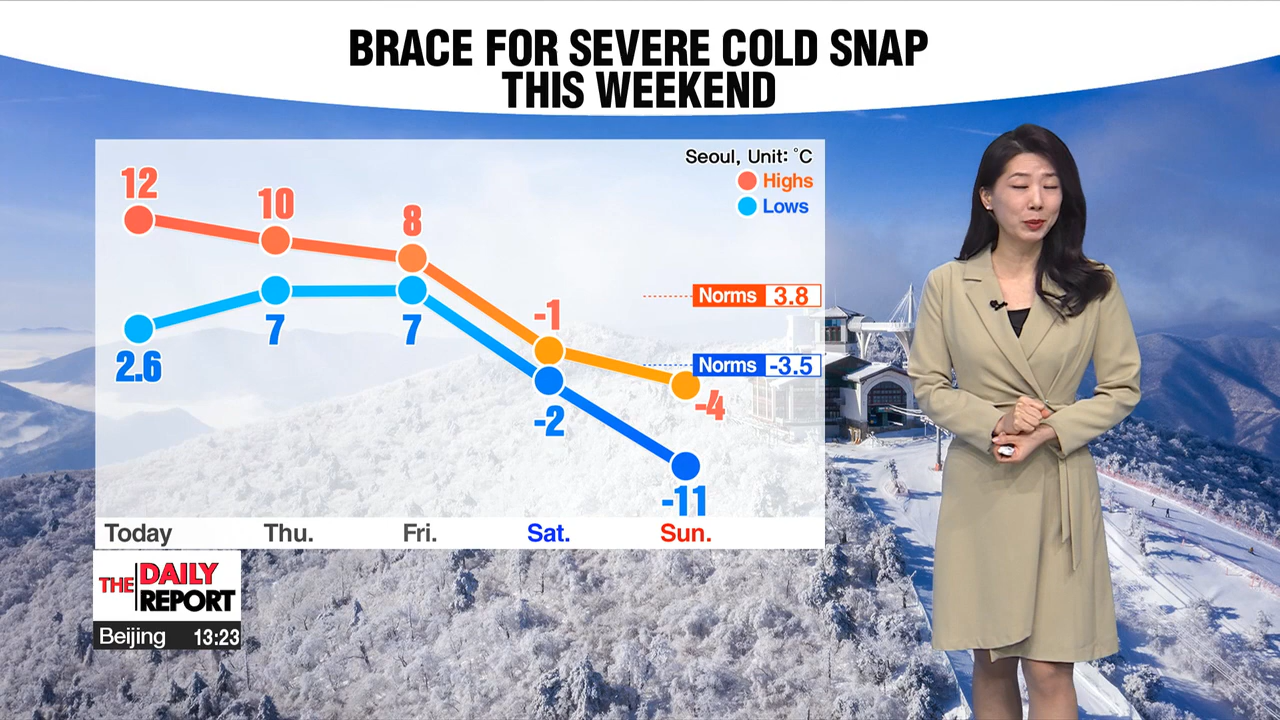 BRACE FOR SEVERE COLD SNAP
THIS WEEKEND
Seoul, Unit: °C
Highs
Lows
12
10
8
-1
-4
Norms 3.8
Norms -3.5
2.6
7
7
-2
-11
Today Thu. Fri. Sat. Sun.
THE DAILY REPORT
Beijing 13:23